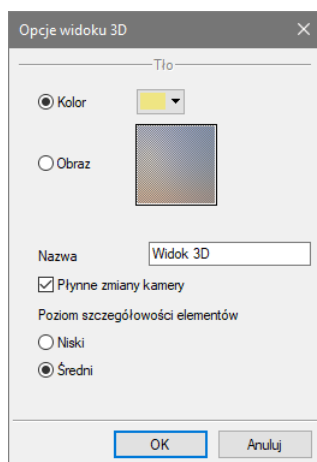 Opcje widoku 3D
Tło
Kolor
Obraz
Nazwa Widok 3D
Płynne zmiany kamery
Poziom szczegółowości elementów
Niski
Średni
OK Anuluj